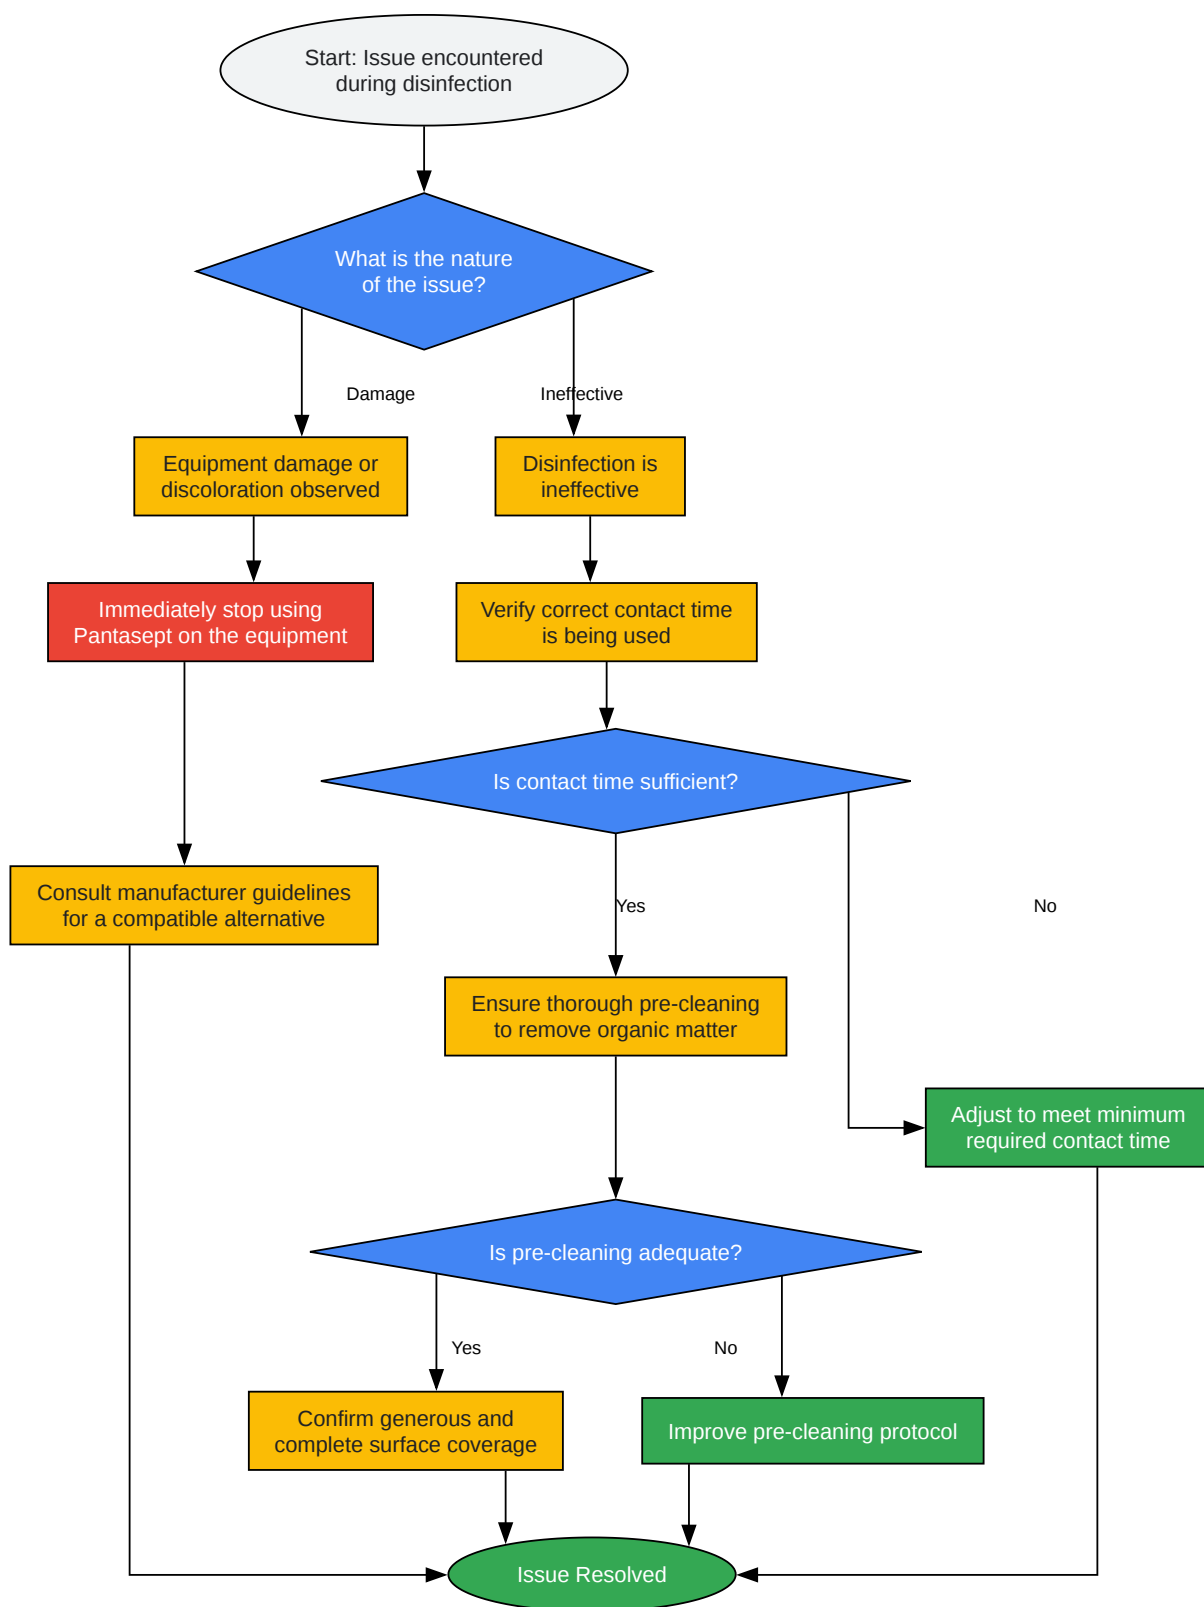 Start: Issue encountered
during disinfection
What is the nature
of the issue?
Damage
Ineffective
Equipment damage or
discoloration observed
Disinfection is
ineffective
Immediately stop using
Pantasept on the equipment
Verify correct contact time
is being used
Is contact time sufficient?
Consult manufacturer guidelines
for a compatible alternative
Yes
No
Ensure thorough pre-cleaning
to remove organic matter
Adjust to meet minimum
required contact time
Is pre-cleaning adequate?
Yes
No
Confirm generous and
complete surface coverage
Improve pre-cleaning protocol
Issue Resolved